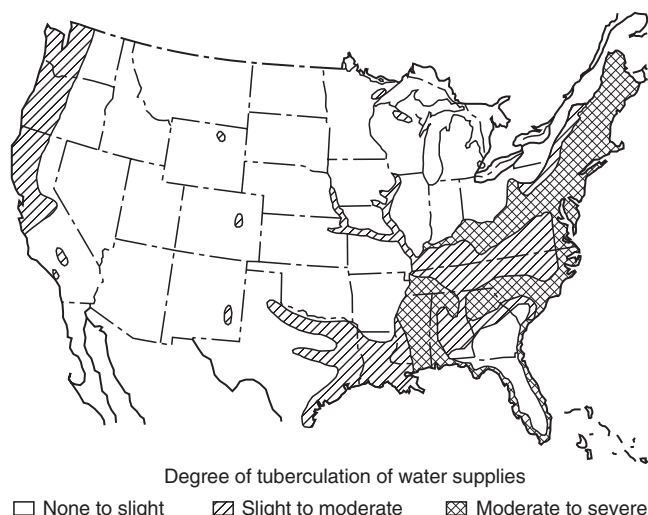 Degree of tuberculation of water supplies
None to slight Slight to moderate Moderate to severe